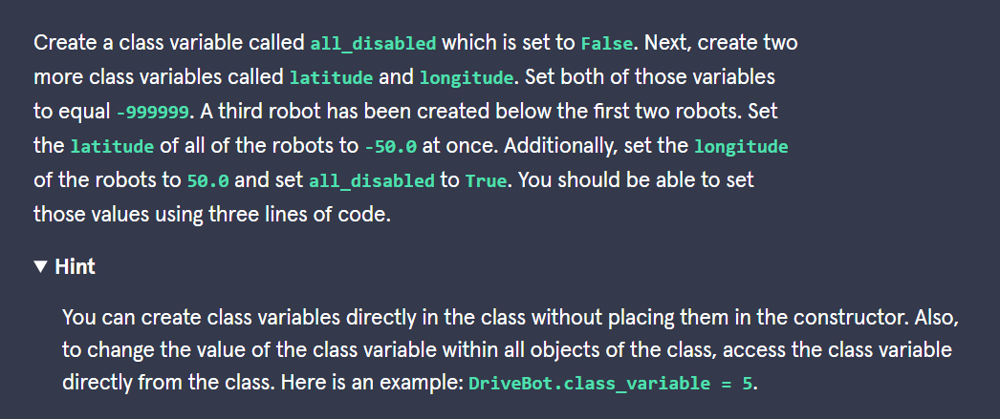 Create a class variable called all_disabled which is set to False. Next, create two
more class variables called latitude and longitude. Set both of those variables
to equal -999999. A third robot has been created below the first two robots. Set
the latitude of all of the robots to -50.0 at once. Additionally, set the longitude
of the robots to 50.0 and set all_disabled to True. You should be able to set
those values using three lines of code.
▼ Hint
You can create class variables directly in the class without placing them in the constructor. Also,
to change the value of the class variable within all objects of the class, access the class variable
directly from the class. Here is an example: DriveBot.class_variable = 5.